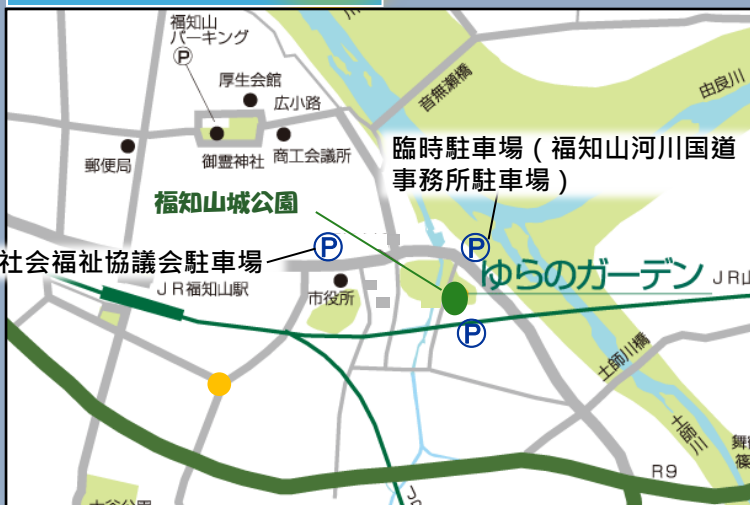 福知山
パーキング
P
厚生会館
広小路
音無瀬橋
由良川
郵便局
御霊神社
商工会議所
臨時駐車場(福知山河川国道
事務所駐車場)
福知山城公園
P
P
社会福祉協議会駐車場
ゆらのガーデン
JR山
JR福知山駅
市役所
P
土師川橋
土師川
R9